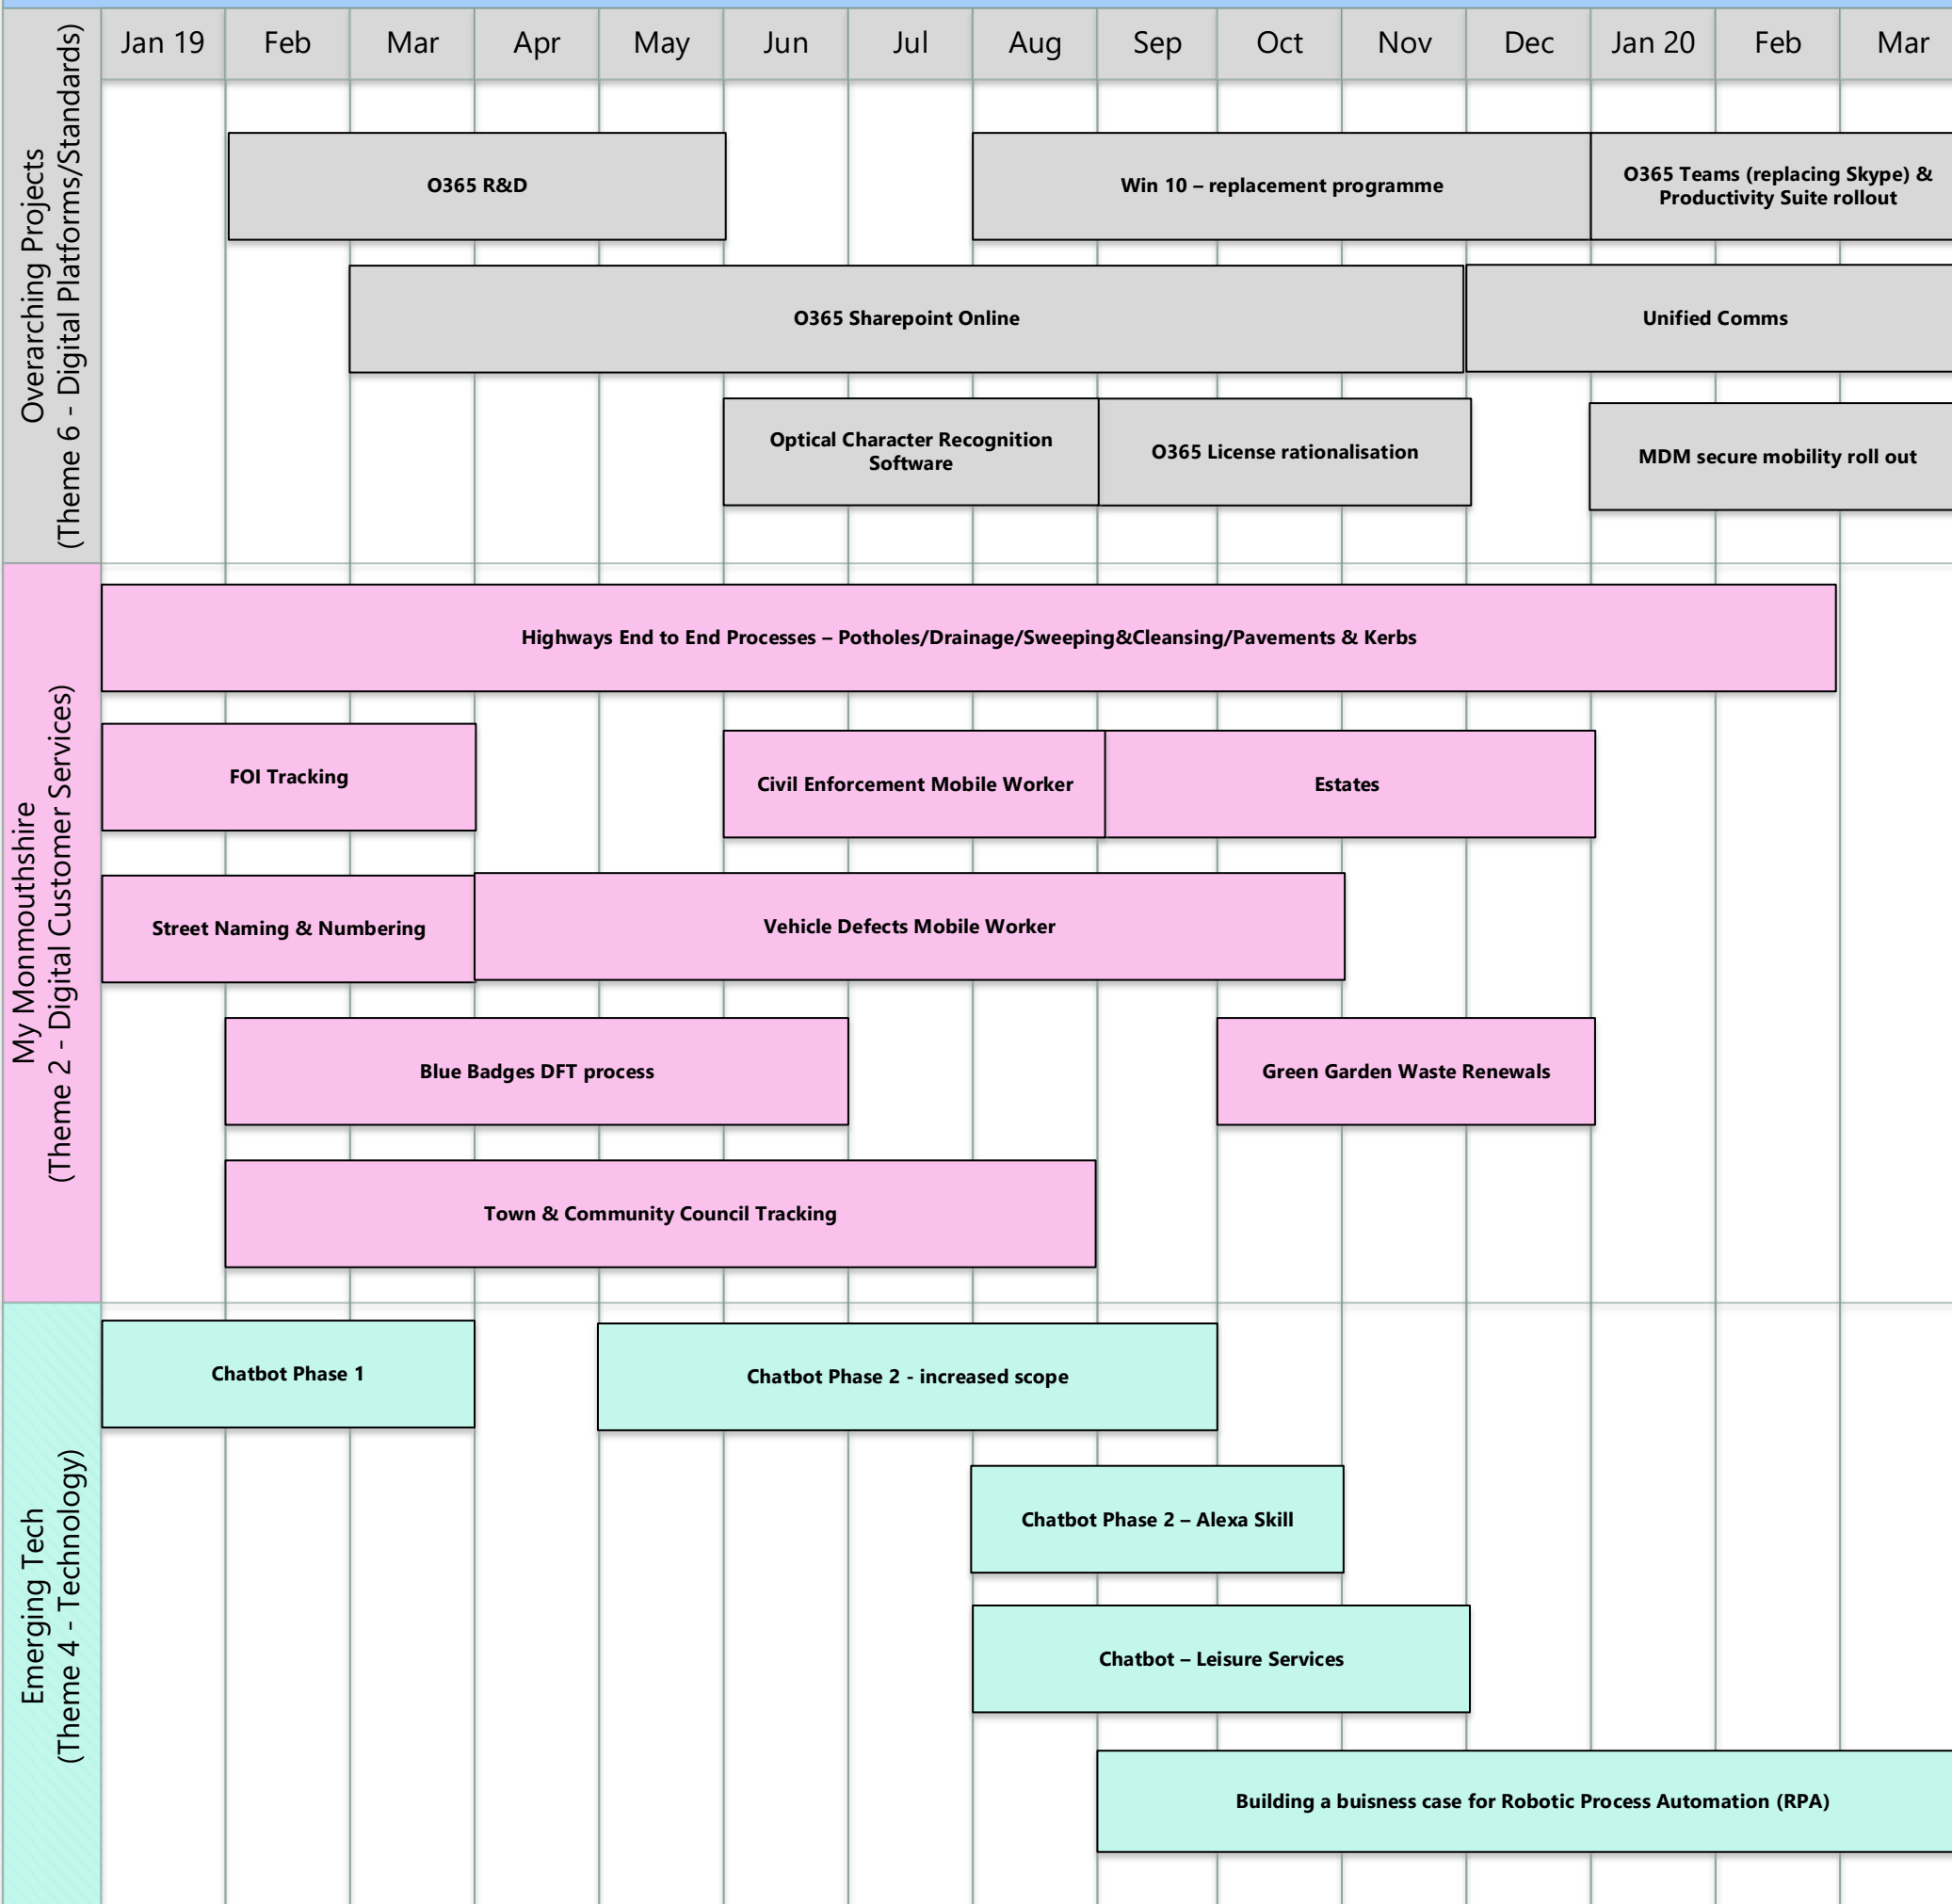 Jan 19 Feb Mar Apr May Jun Jul Aug Sep Oct Nov Dec Jan 20 Feb Mar
Overarching Projects
(Theme 6 - Digital Platforms/Standards)
O365 R&D
Win 10 – replacement programme
O365 Teams (replacing Skype) &
Productivity Suite rollout
O365 Sharepoint Online
Unified Comms
Optical Character Recognition
Software
O365 License rationalisation
MDM secure mobility roll out
My Monmouthshire
(Theme 2 - Digital Customer Services)
Highways End to End Processes – Potholes/Drainage/Sweeping&Cleansing/Pavements & Kerbs
FOI Tracking
Civil Enforcement Mobile Worker
Estates
Street Naming & Numbering
Vehicle Defects Mobile Worker
Blue Badges DFT process
Green Garden Waste Renewals
Town & Community Council Tracking
Emerging Tech
(Theme 4 - Technology)
Chatbot Phase 1
Chatbot Phase 2 - increased scope
Chatbot Phase 2 – Alexa Skill
Chatbot – Leisure Services
Building a buisness case for Robotic Process Automation (RPA)